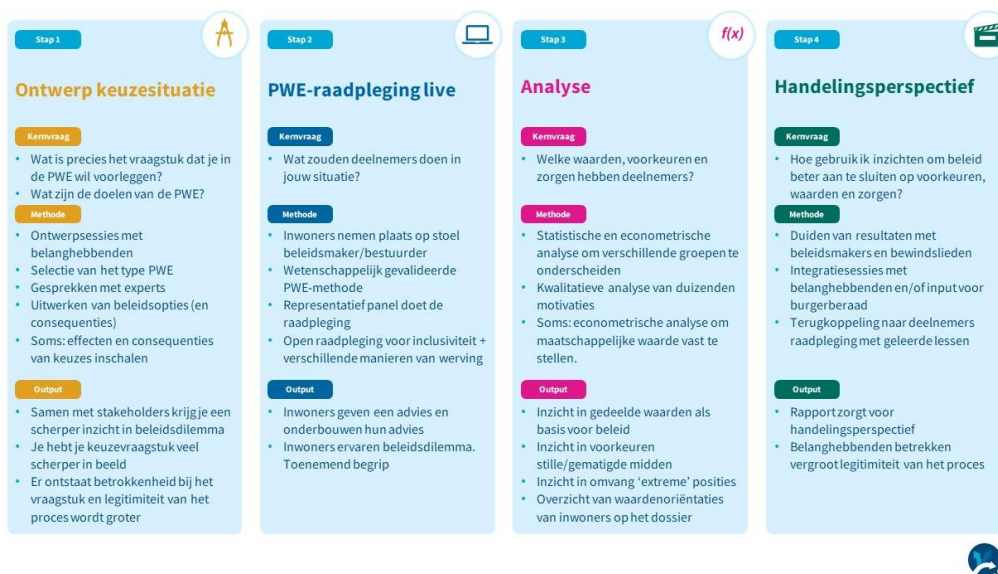 Stap 1
Ontwerp keuzesituatie
Kernvraag
• Wat is precies het vraagstuk dat je in
de PWE wil voorleggen?
• Wat zijn de doelen van de PWE?
Methode
• Ontwerpsessies met
belanghebbenden
• Selectie van het type PWE
• Gesprekken met experts
• Uitwerken van beleidsopties (en
consequenties)
• Soms: effecten en consequenties
van keuzes inschalen
Output
• Samen met stakeholders krijg je een
scherper inzicht in beleidsdilemma
• Je hebt je keuzevraagstuk veel
scherper in beeld
• Er ontstaat betrokkenheid bij het
vraagstuk en legitimiteit van het
proces wordt groter
Stap 2
PWE-raadpleging live
Kernvraag
• Wat zouden deelnemers doen in
jouw situatie?
Methode
• Inwoners nemen plaats op stoel
beleidsmaker/bestuurder
• Wetenschappelijk gevalideerde
PWE-methode
• Representatief panel doet de
raadpleging
• Open raadpleging voor inclusiviteit +
verschillende manieren van werving
Output
• Inwoners geven een advies en
onderbouwen hun advies
• Inwoners ervaren beleidsdilemma.
Toenemend begrip
Stap 3
f(x)
Analyse
Kernvraag
• Welke waarden, voorkeuren en
zorgen hebben deelnemers?
Methode
• Statistische en econometrische
analyse om verschillende groepen te
onderscheiden
• Kwalitatieve analyse van duizenden
motivaties
• Soms: econometrische analyse om
maatschappelijke waarde vast te
stellen.
Output
• Inzicht in gedeelde waarden als
basis voor beleid
• Inzicht in voorkeuren
stille/gematigde midden
• Inzicht in omvang ‘extreme’ posities
• Overzicht van waardenoriëntaties
van inwoners op het dossier
Stap 4
Handelingsperspectief
Kernvraag
• Hoe gebruik ik inzichten om beleid
beter aan te sluiten op voorkeuren,
waarden en zorgen?
Methode
• Duiden van resultaten met
beleidsmakers en bewindslieden
• Integratiesessies met
belanghebbenden en/of input voor
burgerberaad
• Terugkoppeling naar deelnemers
raadpleging met geleerde lessen
Output
• Rapport zorgt voor
handelingsperspectief
• Belanghebbenden betrekken
vergroot legitimiteit van het proces